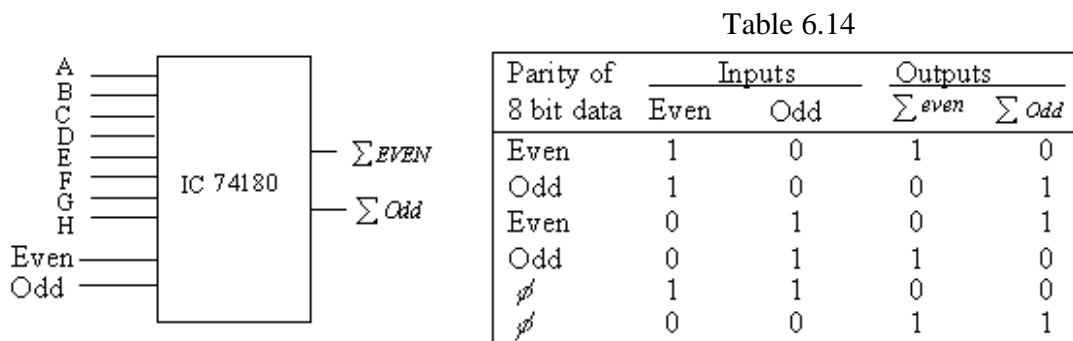 Table 6.14
A
B
C
D
E
F
G
H
Even
Odd
IC 74180
∑ EVEN
∑ Odd
Parity of Inputs Outputs
8 bit data Even Odd ∑ even ∑ Odd
Even 1 0 1 0
Odd 1 0 0 1
Even 0 1 0 1
Odd 0 1 1 0
ϕ 1 1 0 0
ϕ 0 0 1 1